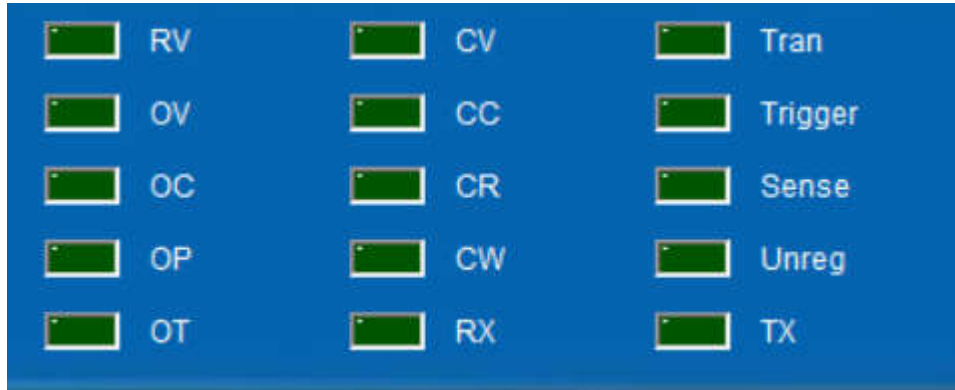 RV CV Tran
OV CC Trigger
OC CR Sense
OP CW Unreg
OT RX TX